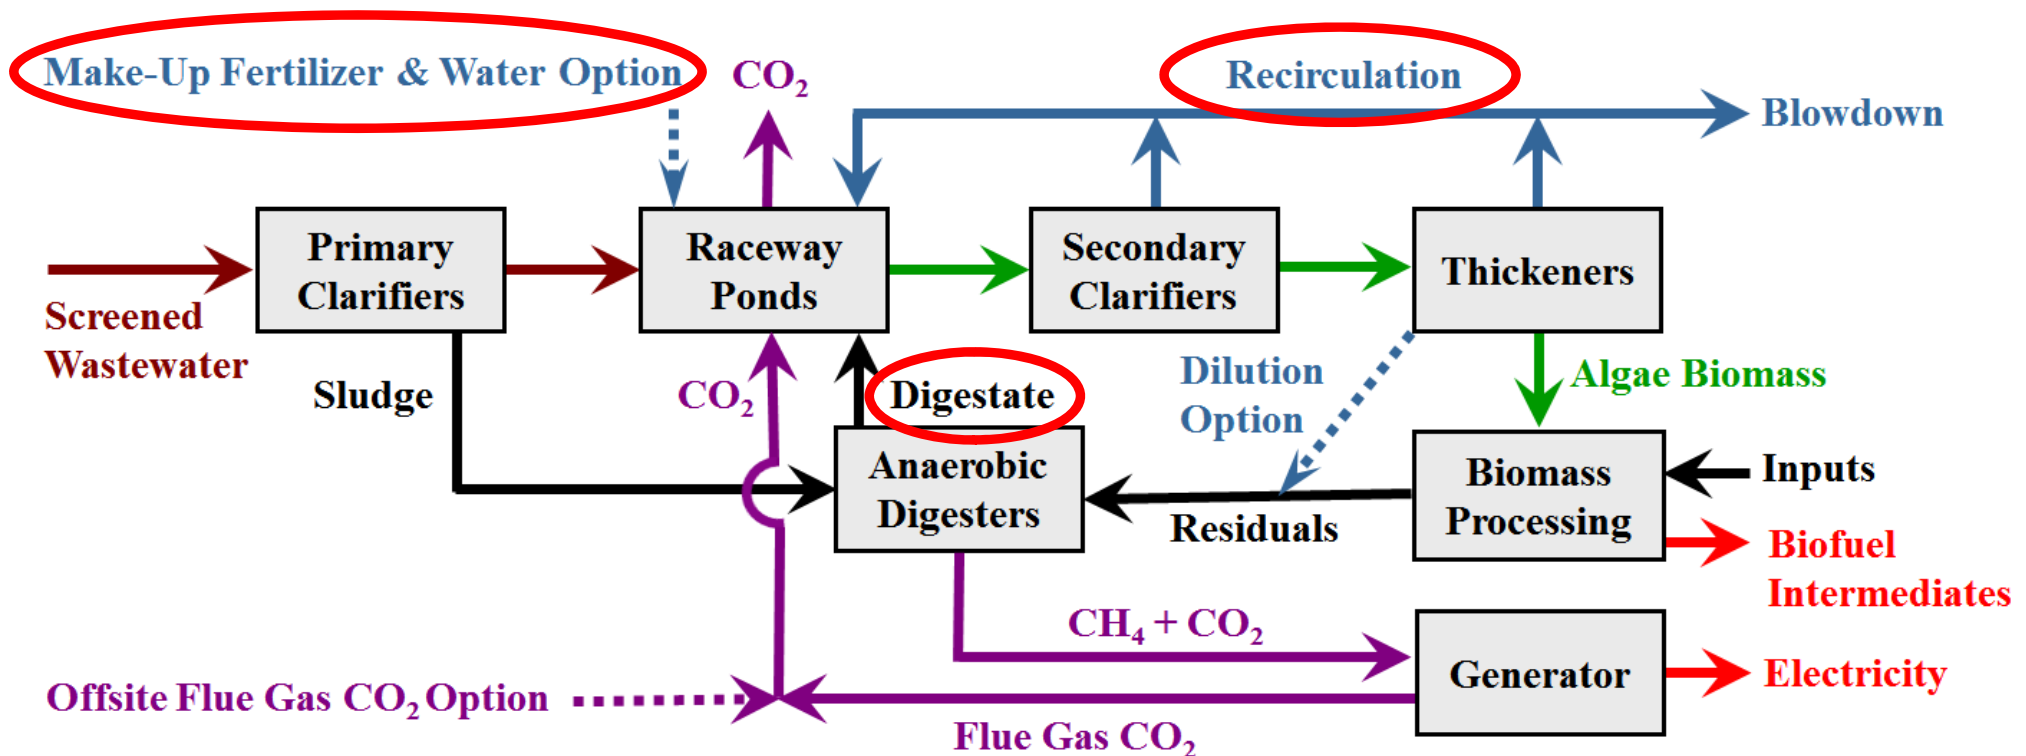 Make-Up Fertilizer & Water Option
CO₂
Recirculation
Blowdown
Primary
Clarifiers
Raceway
Ponds
Secondary
Clarifiers
Thickeners
Screened
Wastewater
Sludge
CO₂
Digestate
Dilution
Option
Algae Biomass
Anaerobic
Digesters
Residuals
Biomass
Processing
Inputs
Biofuel
Intermediates
CH₄ + CO₂
Generator
Electricity
Offsite Flue Gas CO₂ Option
Flue Gas CO₂